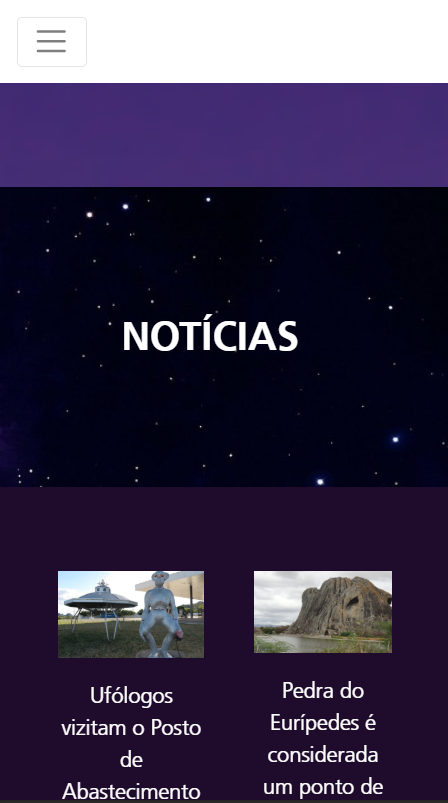 NOTÍCIAS
Ufólogos
vizitam o Posto
de
Abastecimento
Pedra do
Eurípedes é
considerada
um ponto de